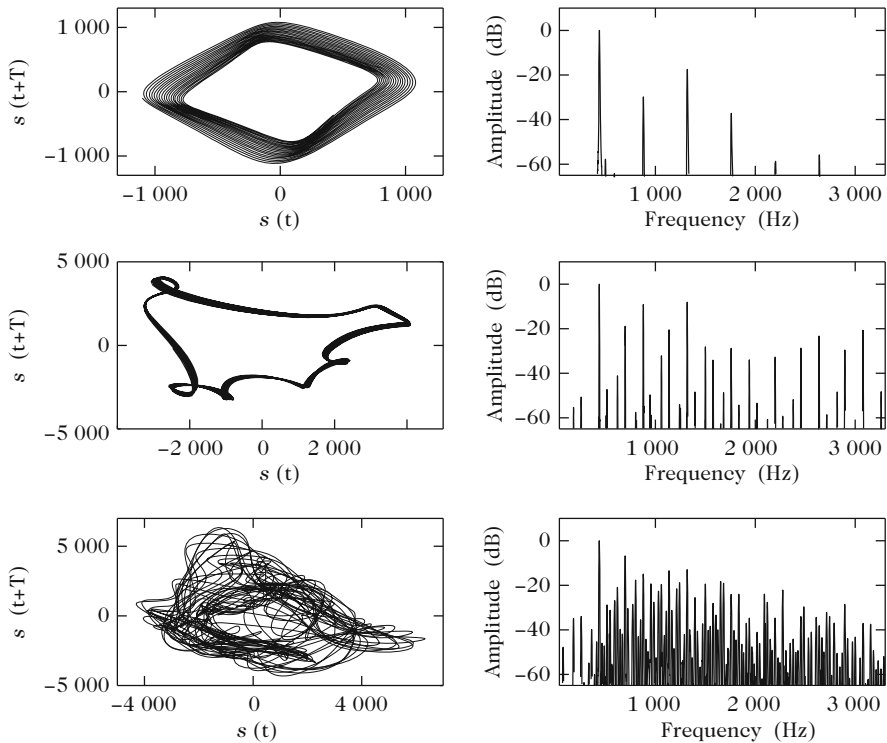 1 000
0
−1 000
s (t+T)
−1 000 0 1 000
s (t)
0
−20
−40
−60
Amplitude (dB)
1 000 2 000 3 000
Frequency (Hz)
5 000
0
−5 000
s (t+T)
−2 000 0 2 000
s (t)
0
−20
−40
−60
Amplitude (dB)
1 000 2 000 3 000
Frequency (Hz)
5 000
0
−5 000
s (t+T)
−4 000 0 4 000
s (t)
0
−20
−40
−60
Amplitude (dB)
1 000 2 000 3 000
Frequency (Hz)